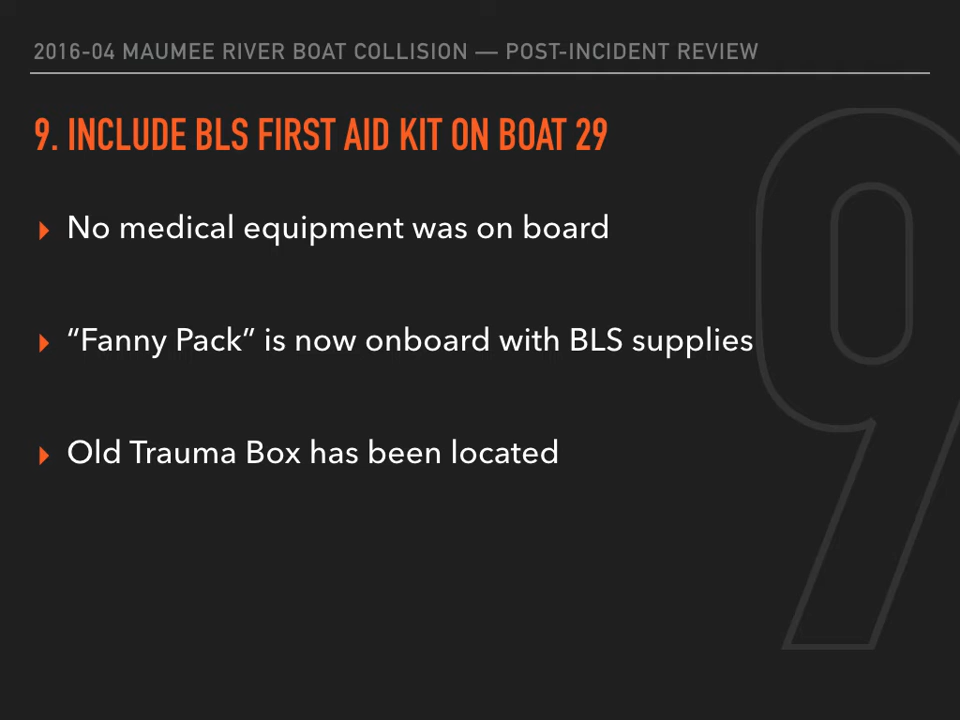 2016-04 MAUMEE RIVER BOAT COLLISION — POST-INCIDENT REVIEW
9. INCLUDE BLS FIRST AID KIT ON BOAT 29
▸ No medical equipment was on board
▸ “Fanny Pack” is now onboard with BLS supplies
▸ Old Trauma Box has been located
9